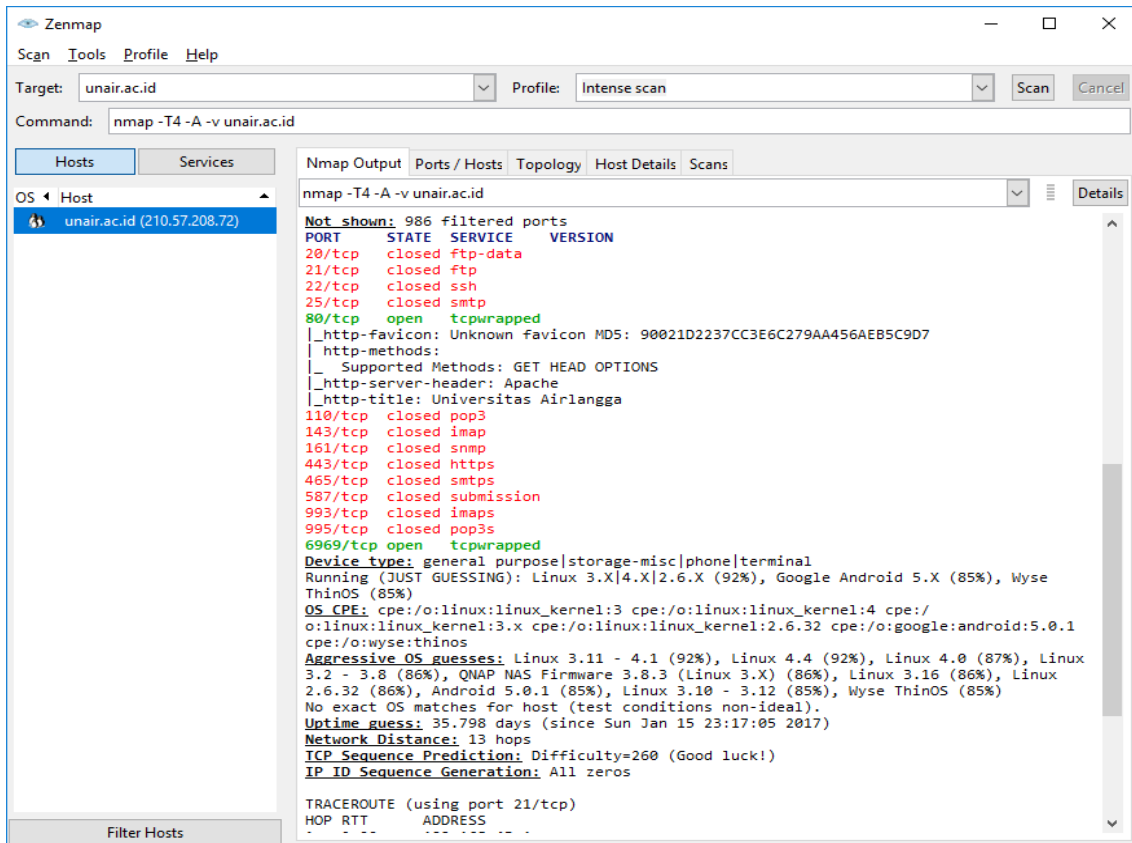 Zenmap
Scan Tools Profile Help
Target: unair.ac.id Profile: Intense scan Scan Cancel
Command: nmap -T4 -A -v unair.ac.id
Hosts Services
OS Host
unair.ac.id (210.57.208.72)
Filter Hosts
Nmap Output Ports / Hosts Topology Host Details Scans
nmap -T4 -A -v unair.ac.id Details
Not shown: 986 filtered ports
PORT STATE SERVICE VERSION
20/tcp closed ftp-data
21/tcp closed ftp
22/tcp closed ssh
25/tcp closed smtp
80/tcp open tcpwrapped
|_http-favicon: Unknown favicon MD5: 90021D2237CC3E6C279AA456AEB5C9D7
| http-methods:
|_ Supported Methods: GET HEAD OPTIONS
|_http-server-header: Apache
|_http-title: Universitas Airlangga
110/tcp closed pop3
143/tcp closed imap
161/tcp closed snmp
443/tcp closed https
465/tcp closed smtps
587/tcp closed submission
993/tcp closed imaps
995/tcp closed pop3s
6969/tcp open tcpwrapped
Device type: general purpose|storage-misc|phone|terminal
Running (JUST GUESSING): Linux 3.X|4.X|2.6.X (92%), Google Android 5.X (85%), Wyse
ThinOS (85%)
OS CPE: cpe:/o:linux:linux_kernel:3 cpe:/o:linux:linux_kernel:4 cpe:/
o:linux:linux_kernel:3.x cpe:/o:linux:linux_kernel:2.6.32 cpe:/o:google:android:5.0.1
cpe:/o:wyse:thinos
Aggressive OS guesses: Linux 3.11 - 4.1 (92%), Linux 4.4 (92%), Linux 4.0 (87%), Linux
3.2 - 3.8 (86%), QNAP NAS Firmware 3.8.3 (Linux 3.X) (86%), Linux 3.16 (86%), Linux
2.6.32 (86%), Android 5.0.1 (85%), Linux 3.10 - 3.12 (85%), Wyse ThinOS (85%)
No exact OS matches for host (test conditions non-ideal).
Uptime guess: 35.798 days (since Sun Jan 15 23:17:05 2017)
Network Distance: 13 hops
TCP Sequence Prediction: Difficulty=260 (Good luck!)
IP ID Sequence Generation: All zeros
TRACEROUTE (using port 21/tcp)
HOP RTT ADDRESS